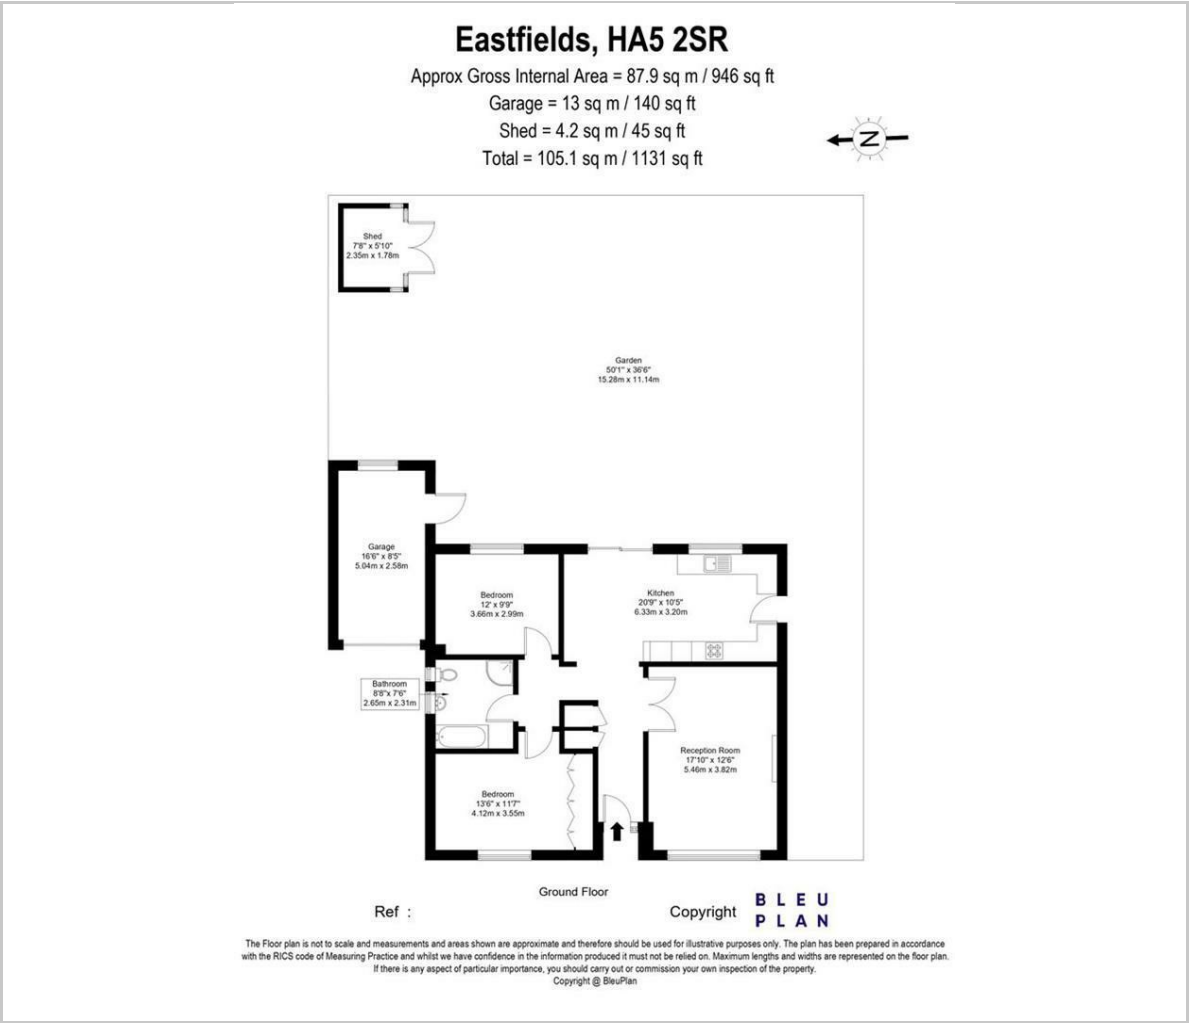 Eastfields, HA5 2SR
Approx Gross Internal Area = 87.9 sq m / 946 sq ft
Garage = 13 sq m / 140 sq ft
Shed = 4.2 sq m / 45 sq ft
Total = 105.1 sq m / 1131 sq ft
N
Shed
7'8" x 5'10"
2.35m x 1.78m
Garden
50'1" x 36'6"
15.28m x 11.14m
Garage
16'6" x 8'5"
5.04m x 2.58m
Bedroom
12' x 9'9"
3.66m x 2.99m
Kitchen
20'9" x 10'5"
6.33m x 3.20m
Bathroom
8'8"x 7'6"
2.65m x 2.31m
Reception Room
17'10" x 12'6"
5.46m x 3.82m
Bedroom
13'6" x 11'7"
4.12m x 3.55m
Ground Floor
Ref :
Copyright
BLEU
PLAN
The Floor plan is not to scale and measurements and areas shown are approximate and therefore should be used for illustrative purposes only. The plan has been prepared in accordance
with the RICS code of Measuring Practice and whilst we have confidence in the information produced it must not be relied on. Maximum lengths and widths are represented on the floor plan.
If there is any aspect of particular importance, you should carry out or commission your own inspection of the property.
Copyright @ BleuPlan